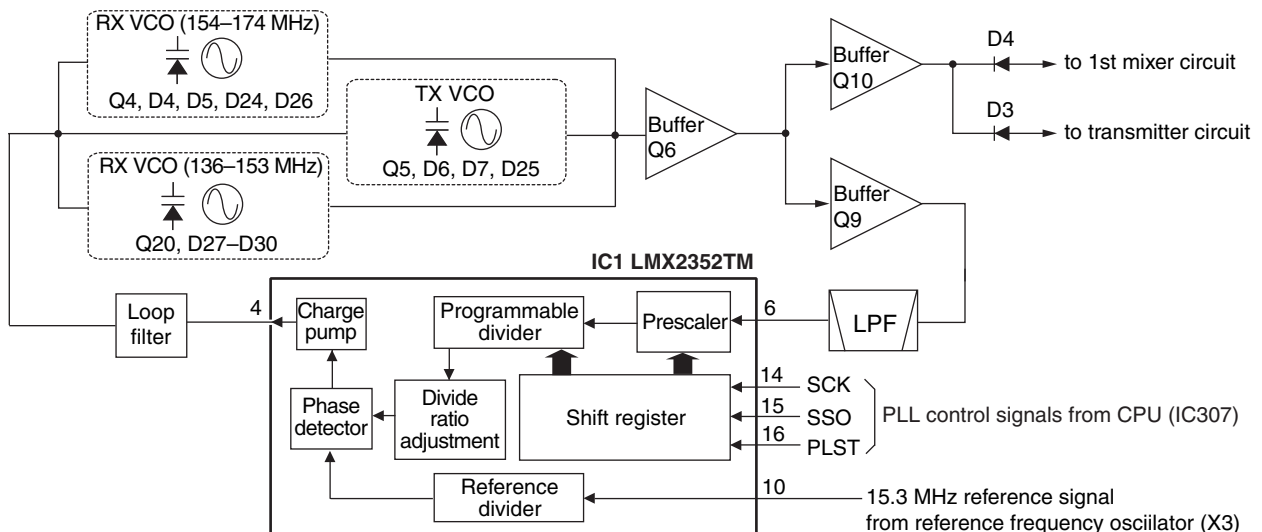 RX VCO (154–174 MHz)
Q4, D4, D5, D24, D26
TX VCO
Q5, D6, D7, D25
RX VCO (136–153 MHz)
Q20, D27–D30
Buffer
Q6
Buffer
Q10
Buffer
Q9
D4
to 1st mixer circuit
D3
to transmitter circuit
IC1 LMX2352TM
Loop
filter
4
Charge
pump
Programmable
divider
Prescaler
6
LPF
Phase
detector
Divide
ratio
adjustment
Shift register
14
SCK
15
SSO
16
PLST
PLL control signals from CPU (IC307)
Reference
divider
10
15.3 MHz reference signal
from reference frequency osciillator (X3)